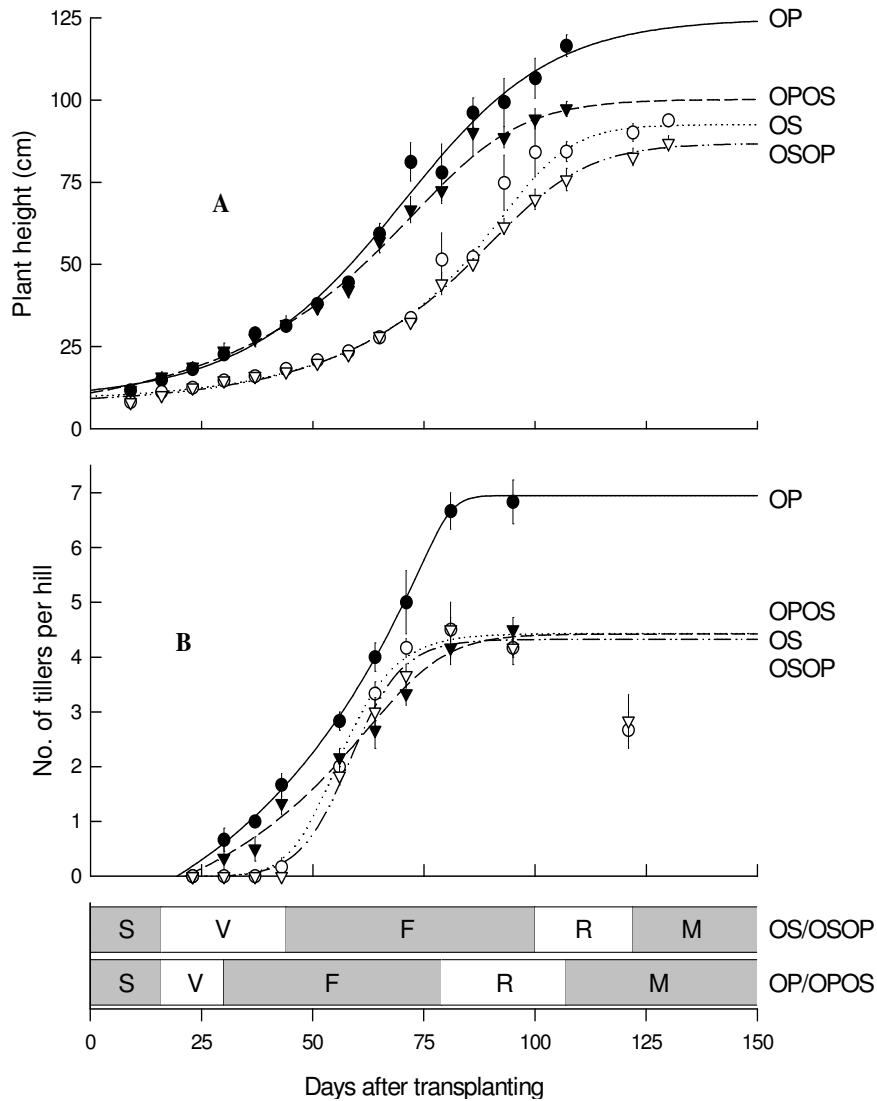 125
100
75
50
25
0
Plant height (cm)
A
OP
OPOS
OS
OSOP
7
6
5
4
3
2
1
0
No. of tillers per hill
B
OP
OPOS
OS
OSOP
S V F R M OS/OSOP
S V F R M OP/OPOS
0 25 50 75 100 125 150
Days after transplanting